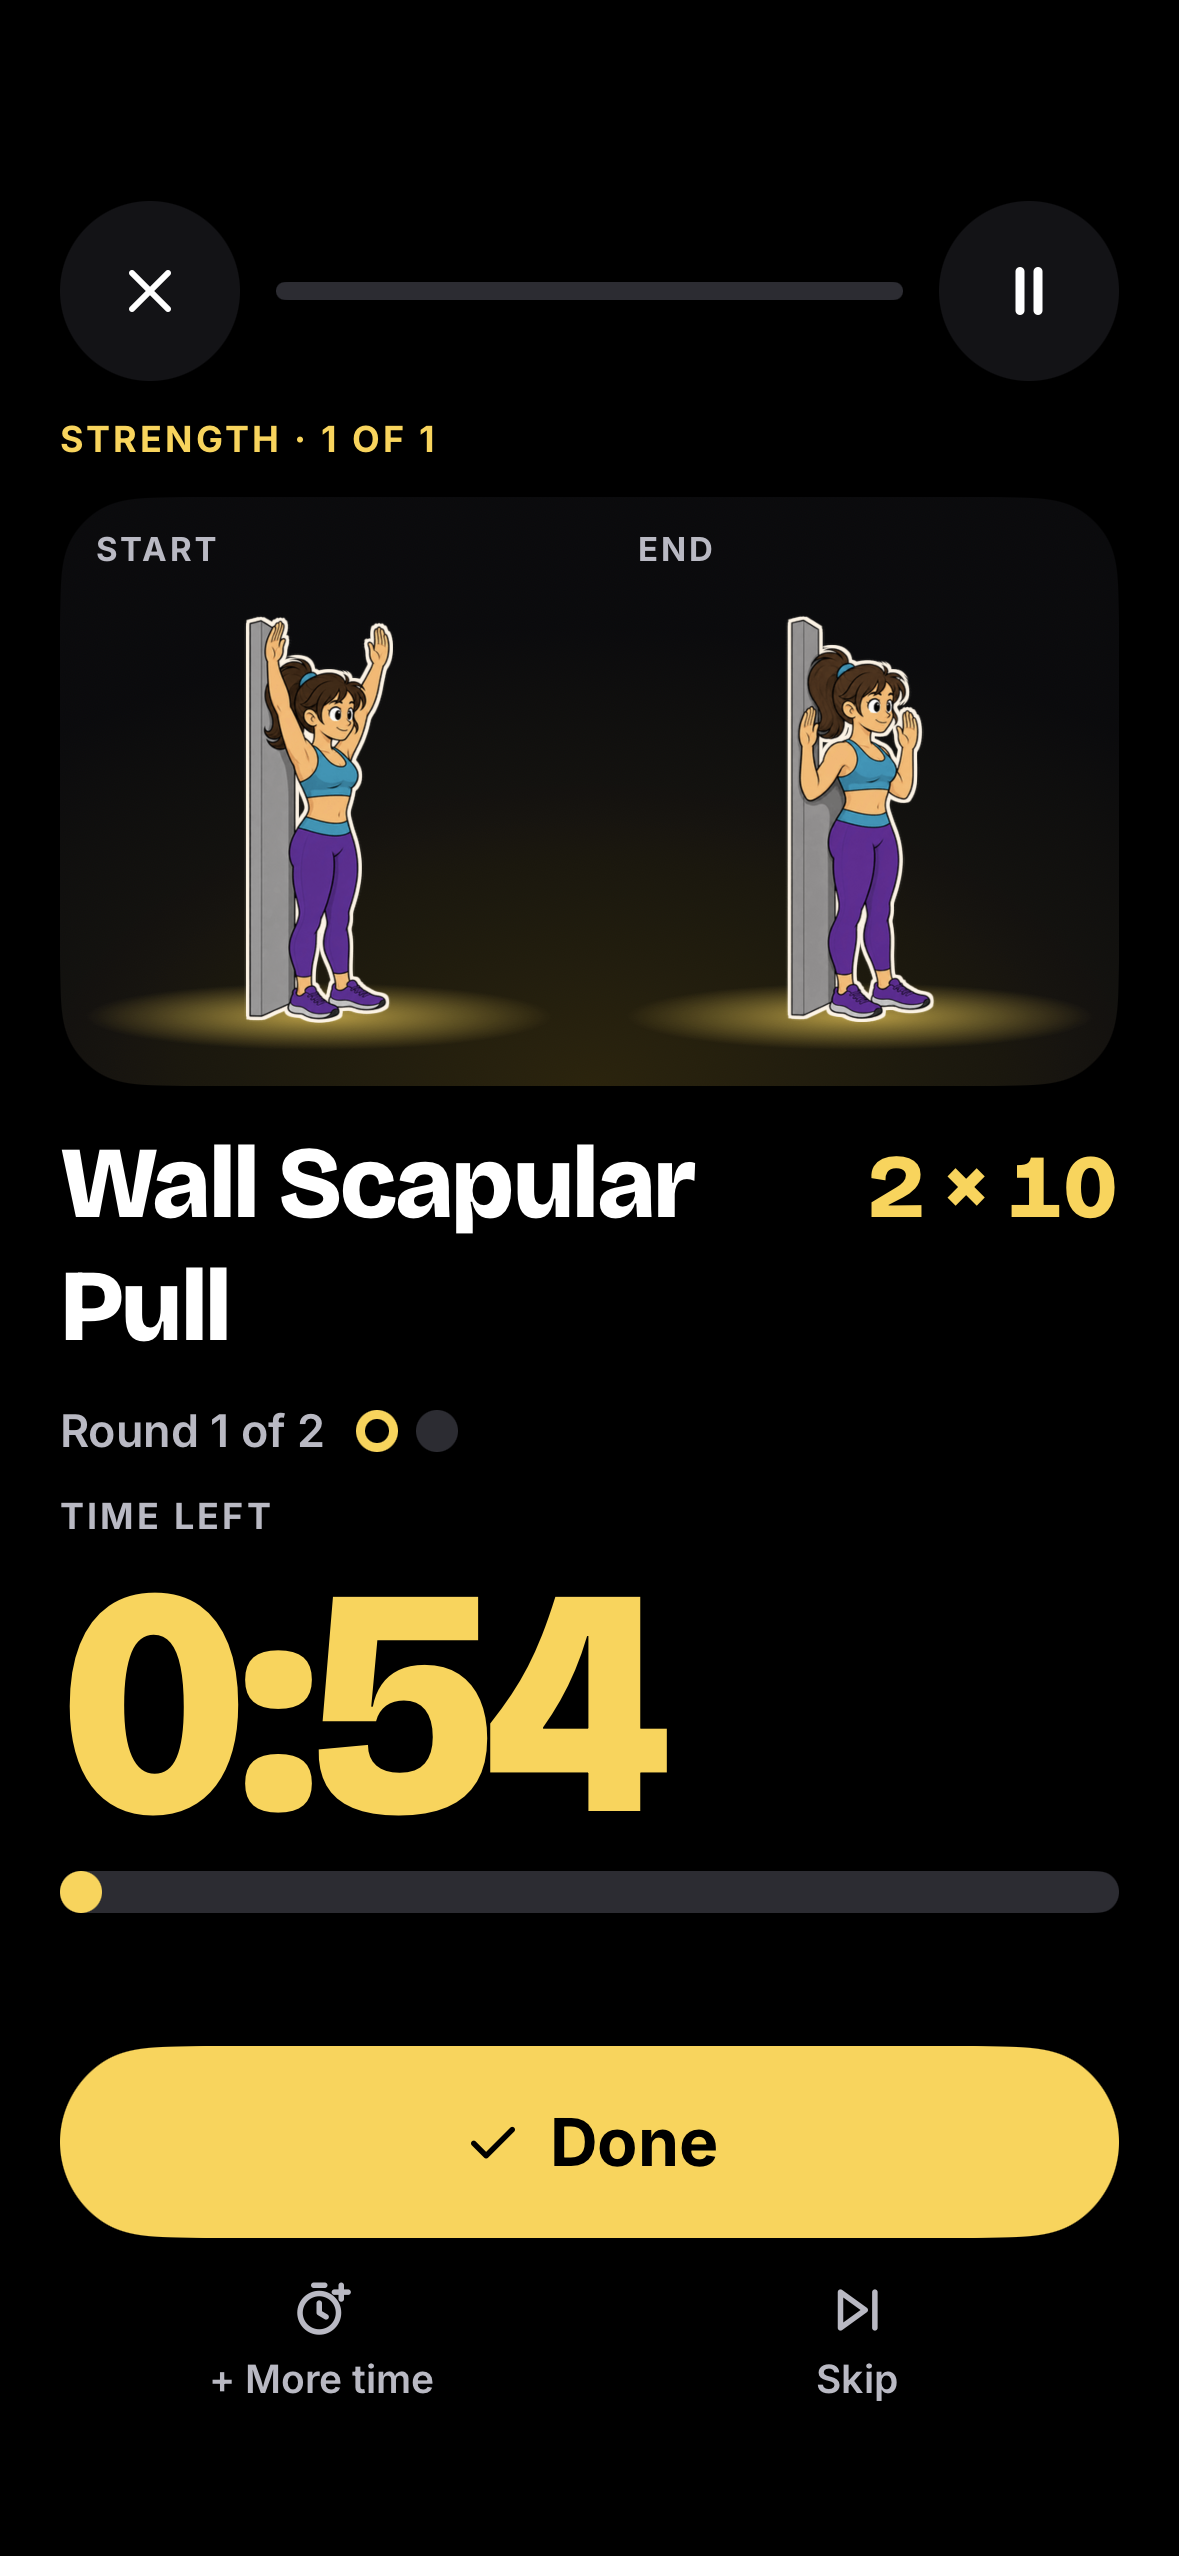 STRENGTH · 1 OF 1
START
END
Wall Scapular
Pull
2 × 10
Round 1 of 2
TIME LEFT
0:54
Done
+ More time
Skip